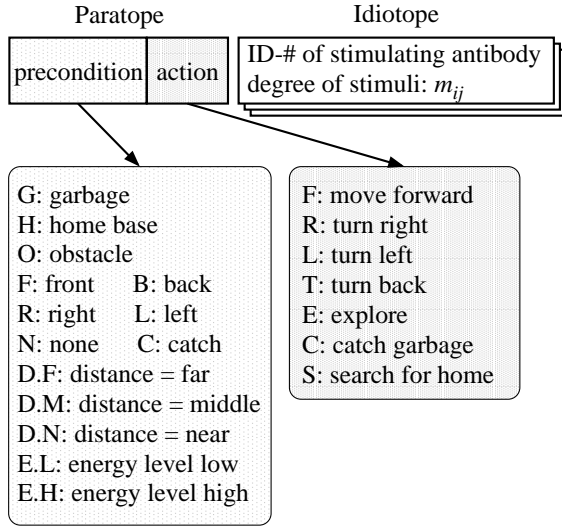 Paratope
Idiotope
precondition
action
ID-# of stimulating antibody
degree of stimuli: m_ij
G: garbage
H: home base
O: obstacle
F: front B: back
R: right L: left
N: none C: catch
D.F: distance = far
D.M: distance = middle
D.N: distance = near
E.L: energy level low
E.H: energy level high
F: move forward
R: turn right
L: turn left
T: turn back
E: explore
C: catch garbage
S: search for home